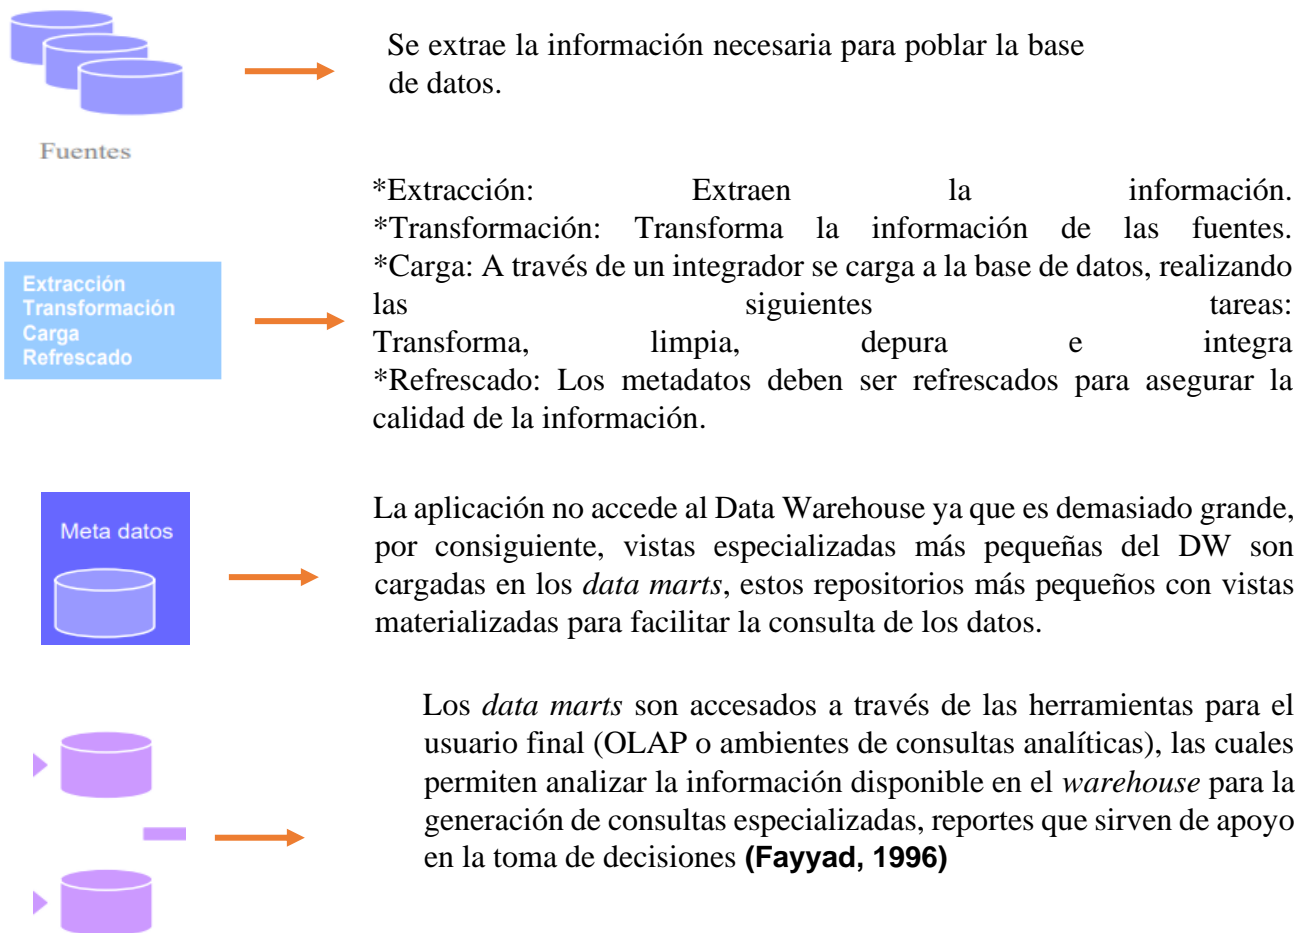 Se extrae la información necesaria para poblar la base
de datos.
Fuentes
*Extracción: Extraen la información.
*Transformación: Transforma la información de las fuentes.
*Carga: A través de un integrador se carga a la base de datos, realizando
las siguientes tareas:
Transforma, limpia, depura e integra
*Refrescado: Los metadatos deben ser refrescados para asegurar la
calidad de la información.
Extracción
Transformación
Carga
Refrescado
La aplicación no accede al Data Warehouse ya que es demasiado grande,
por consiguiente, vistas especializadas más pequeñas del DW son
cargadas en los data marts, estos repositorios más pequeños con vistas
materializadas para facilitar la consulta de los datos.
Meta datos
Los data marts son accesados a través de las herramientas para el
usuario final (OLAP o ambientes de consultas analíticas), las cuales
permiten analizar la información disponible en el warehouse para la
generación de consultas especializadas, reportes que sirven de apoyo
en la toma de decisiones (Fayyad, 1996)